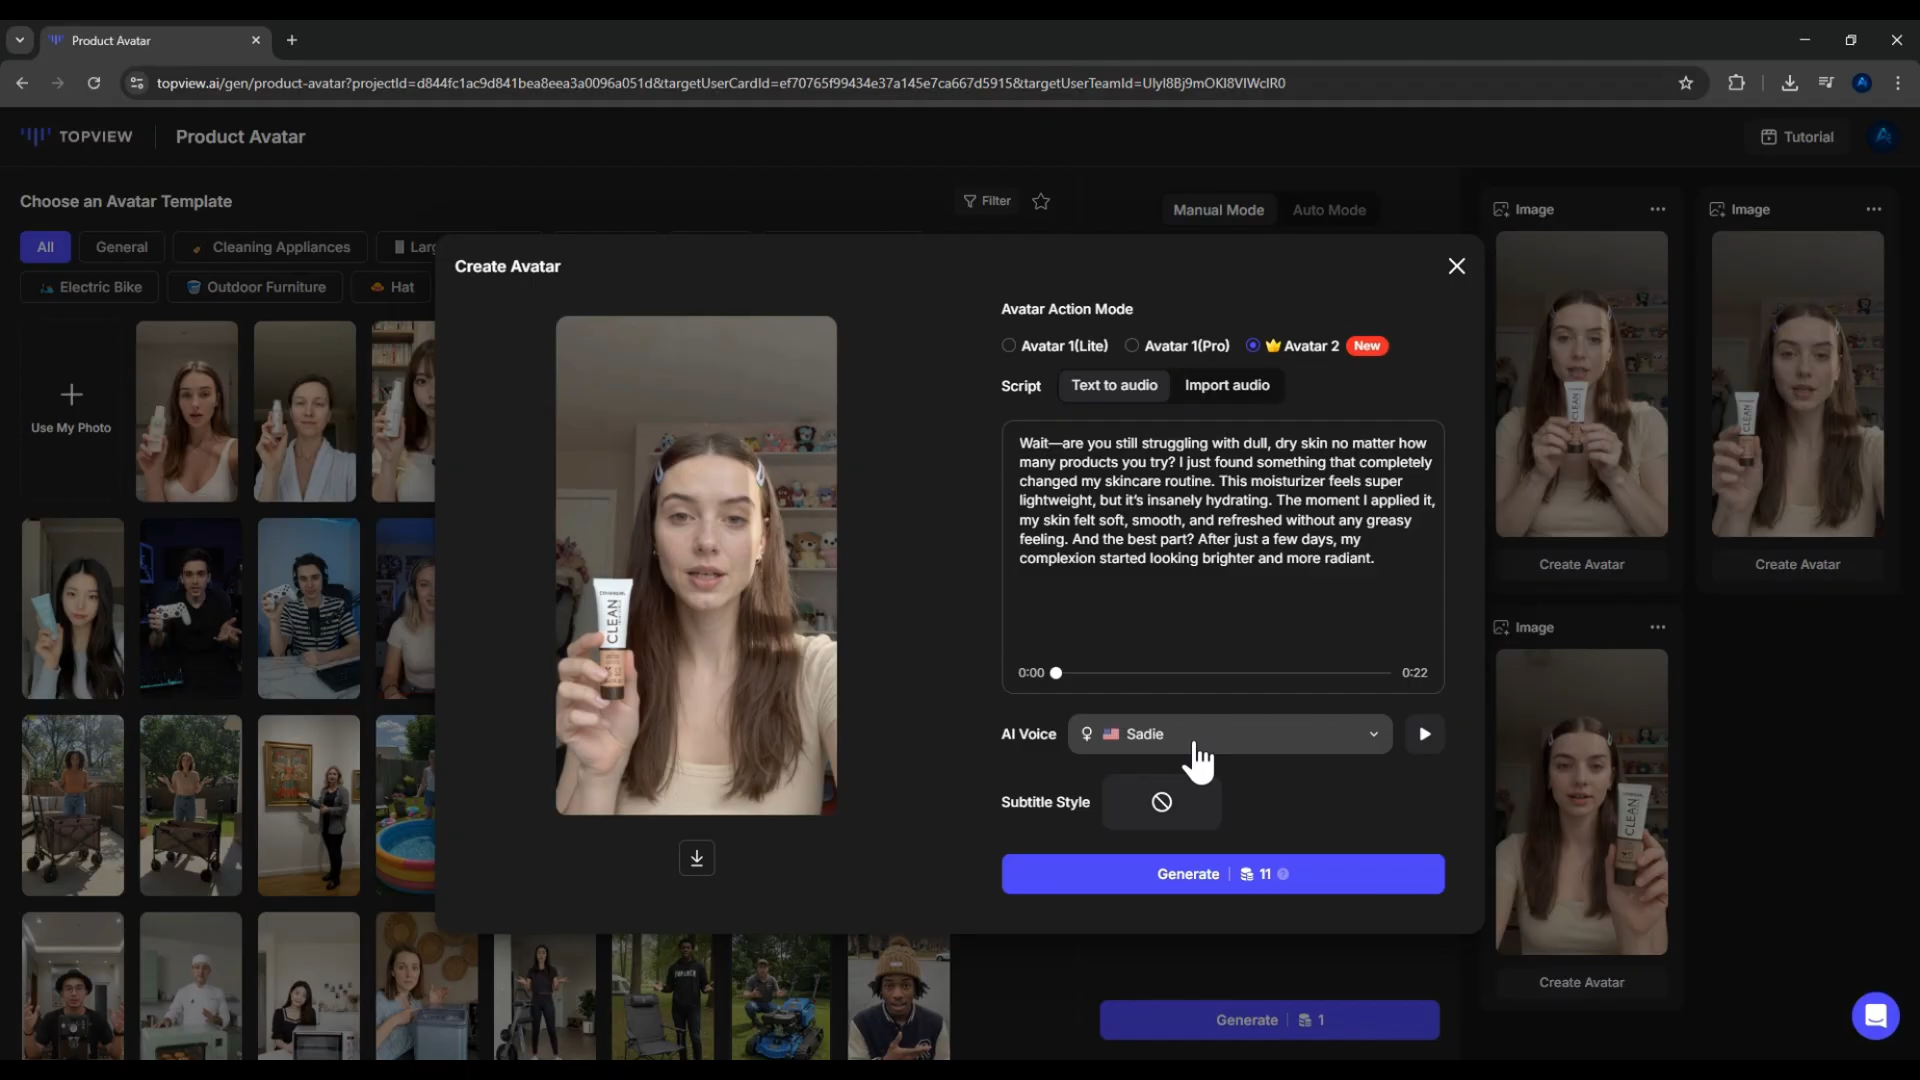 Product Avatar
topview.ai/gen/product-avatar?projectId=d844fc1ac9d841bea8eea3a0096a051d&targetUserCardId=ef70765f99434e37a145e7ca667d5915&targetUserTeamId=Ulyl8Bj9mOKl8VIWclR0
TOPVIEW
Product Avatar
Tutorial
Choose an Avatar Template
Filter
Manual Mode
Auto Mode
Image
Image
All
General
Cleaning Appliances
Electric Bike
Outdoor Furniture
Hat
Use My Photo
Create Avatar
Avatar Action Mode
Avatar 1(Lite)
Avatar 1(Pro)
Avatar 2
New
Script
Text to audio
Import audio
Wait—are you still struggling with dull, dry skin no matter how
many products you try? I just found something that completely
changed my skincare routine. This moisturizer feels super
lightweight, but it's insanely hydrating. The moment I applied it,
my skin felt soft, smooth, and refreshed without any greasy
feeling. And the best part? After just a few days, my
complexion started looking brighter and more radiant.
0:00
0:22
AI Voice
Sadie
Subtitle Style
Generate
11
CLEAN
CLEAN
CLEAN
Create Avatar
Create Avatar
Image
CLEAN
Create Avatar
Generate
1